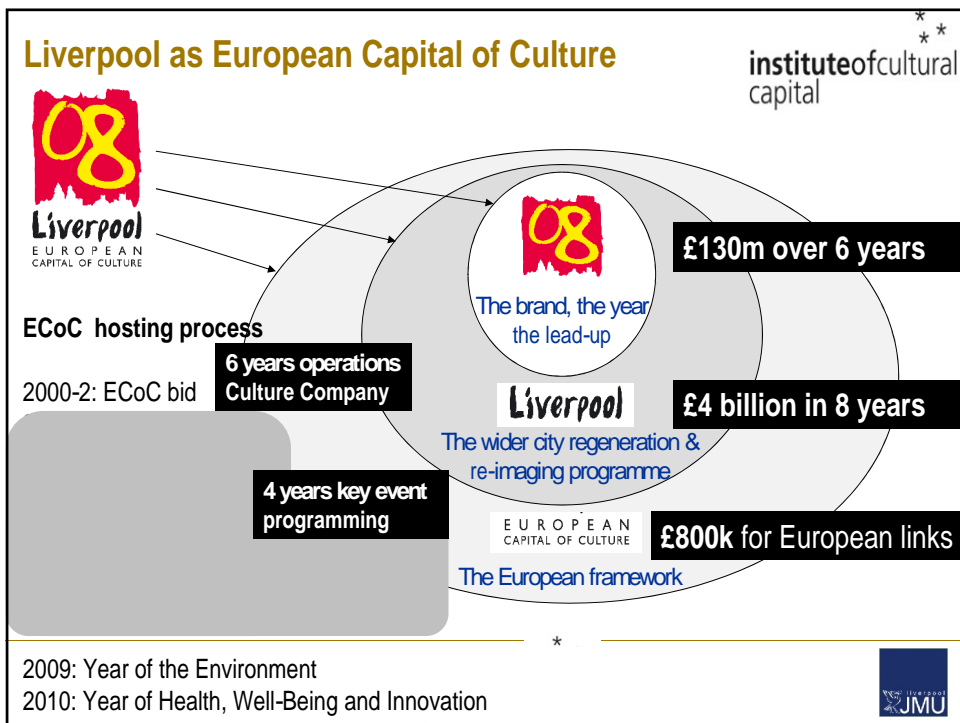 Liverpool as European Capital of Culture
instituteofcultural
capital
08
Liverpool
EUROPEAN
CAPITAL OF CULTURE
08
The brand, the year
the lead-up
£130m over 6 years
ECoC hosting process
6 years operations
Culture Company
2000-2: ECoC bid
Liverpool
£4 billion in 8 years
The wider city regeneration &
re-imaging programme
4 years key event
programming
EUROPEAN
CAPITAL OF CULTURE
£800k for European links
The European framework
2009: Year of the Environment
2010: Year of Health, Well-Being and Innovation
liverpool
JMU